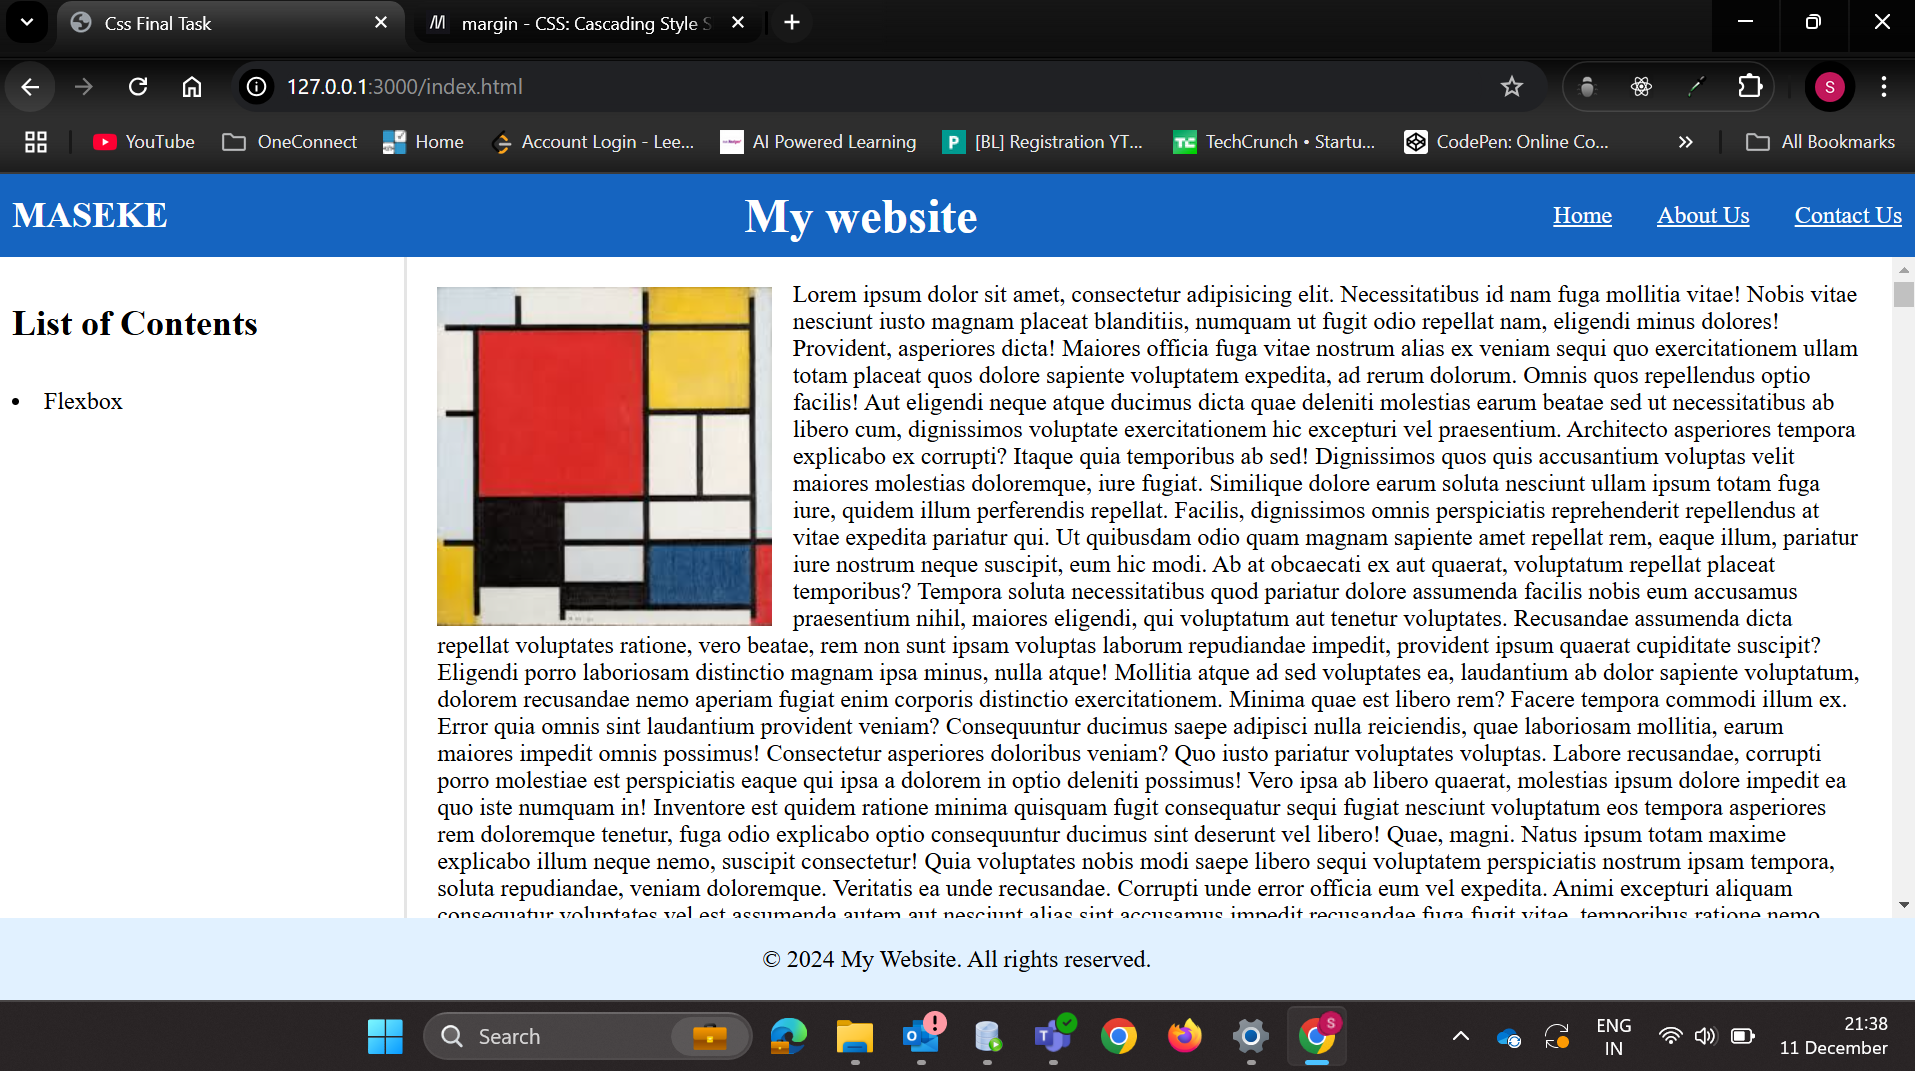 Css Final Task
margin - CSS: Cascading Style S
127.0.0.1:3000/index.html
S
YouTube
OneConnect
Home
Account Login - Lee...
AI Powered Learning
P
[BL] Registration YT...
TC
TechCrunch • Startu...
CodePen: Online Co...
All Bookmarks
MASEKE
My website
Home
About Us
Contact Us
List of Contents
• Flexbox
Lorem ipsum dolor sit amet, consectetur adipisicing elit. Necessitatibus id nam fuga mollitia vitae! Nobis vitae
nesciunt iusto magnam placeat blanditiis, numquam ut fugit odio repellat nam, eligendi minus dolores!
Provident, asperiores dicta! Maiores officia fuga vitae nostrum alias ex veniam sequi quo exercitationem ullam
totam placeat quos dolore sapiente voluptatem expedita, ad rerum dolorum. Omnis quos repellendus optio
facilis! Aut eligendi neque atque ducimus dicta quae deleniti molestias earum beatae sed ut necessitatibus ab
libero cum, dignissimos voluptate exercitationem hic excepturi vel praesentium. Architecto asperiores tempora
explicabo ex corrupti? Itaque quia temporibus ab sed! Dignissimos quos quis accusantium voluptas velit
maiores molestias doloremque, iure fugiat. Similique dolore earum soluta nesciunt ullam ipsum totam fuga
iure, quidem illum perferendis repellat. Facilis, dignissimos omnis perspiciatis reprehenderit repellendus at
vitae expedita pariatur qui. Ut quibusdam odio quam magnam sapiente amet repellat rem, eaque illum, pariatur
iure nostrum neque suscipit, eum hic modi. Ab at obcaecati ex aut quaerat, voluptatum repellat placeat
temporibus? Tempora soluta necessitatibus quod pariatur dolore assumenda facilis nobis eum accusamus
praesentium nihil, maiores eligendi, qui voluptatum aut tenetur voluptates. Recusandae assumenda dicta
repellat voluptates ratione, vero beatae, rem non sunt ipsam voluptas laborum repudiandae impedit, provident ipsum quaerat cupiditate suscipit?
Eligendi porro laboriosam distinctio magnam ipsa minus, nulla atque! Mollitia atque ad sed voluptates ea, laudantium ab dolor sapiente voluptatum,
dolorem recusandae nemo aperiam fugiat enim corporis distinctio exercitationem. Minima quae est libero rem? Facere tempora commodi illum ex.
Error quia omnis sint laudantium provident veniam? Consequuntur ducimus saepe adipisci nulla reiciendis, quae laboriosam mollitia, earum
maiores impedit omnis possimus! Consectetur asperiores doloribus veniam? Quo iusto pariatur voluptates voluptas. Labore recusandae, corrupti
porro molestiae est perspiciatis eaque qui ipsa a dolorem in optio deleniti possimus! Vero ipsa ab libero quaerat, molestias ipsum dolore impedit ea
quo iste numquam in! Inventore est quidem ratione minima quisquam fugit consequatur sequi fugiat nesciunt voluptatum eos tempora asperiores
rem doloremque tenetur, fuga odio explicabo optio consequuntur ducimus sint deserunt vel libero! Quae, magni. Natus ipsum totam maxime
explicabo illum neque nemo, suscipit consectetur! Quia voluptates nobis modi saepe libero sequi voluptatem perspiciatis nostrum ipsam tempora,
soluta repudiandae, veniam doloremque. Veritatis ea unde recusandae. Corrupti unde error officia eum vel expedita. Animi excepturi aliquam
consequatur voluptates vel est assumenda autem aut nesciunt alias sint accusamus impedit recusandae fuga fugit vitae, temporibus ratione nemo
© 2024 My Website. All rights reserved.
Search
S
ENG
IN
21:38
11 December